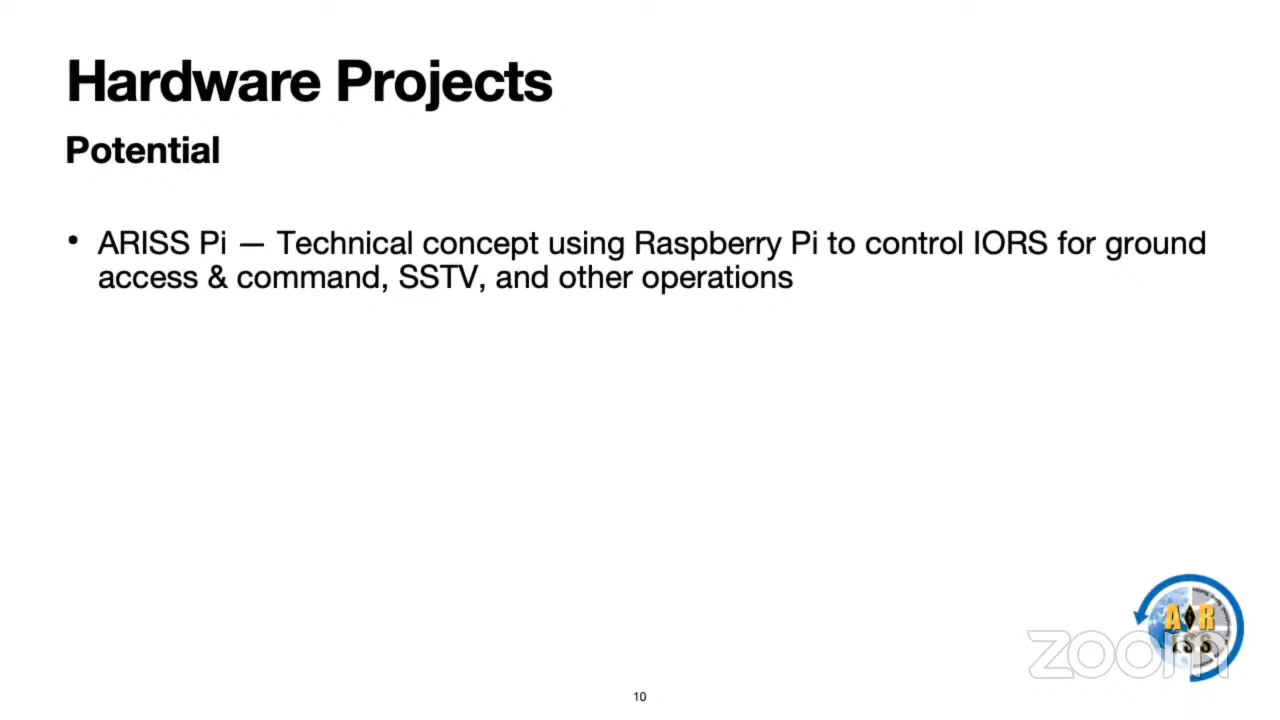 Hardware Projects
Potential
• ARISS Pi — Technical concept using Raspberry Pi to control IORS for ground
access & command, SSTV, and other operations
A R
ISS
zoom
10